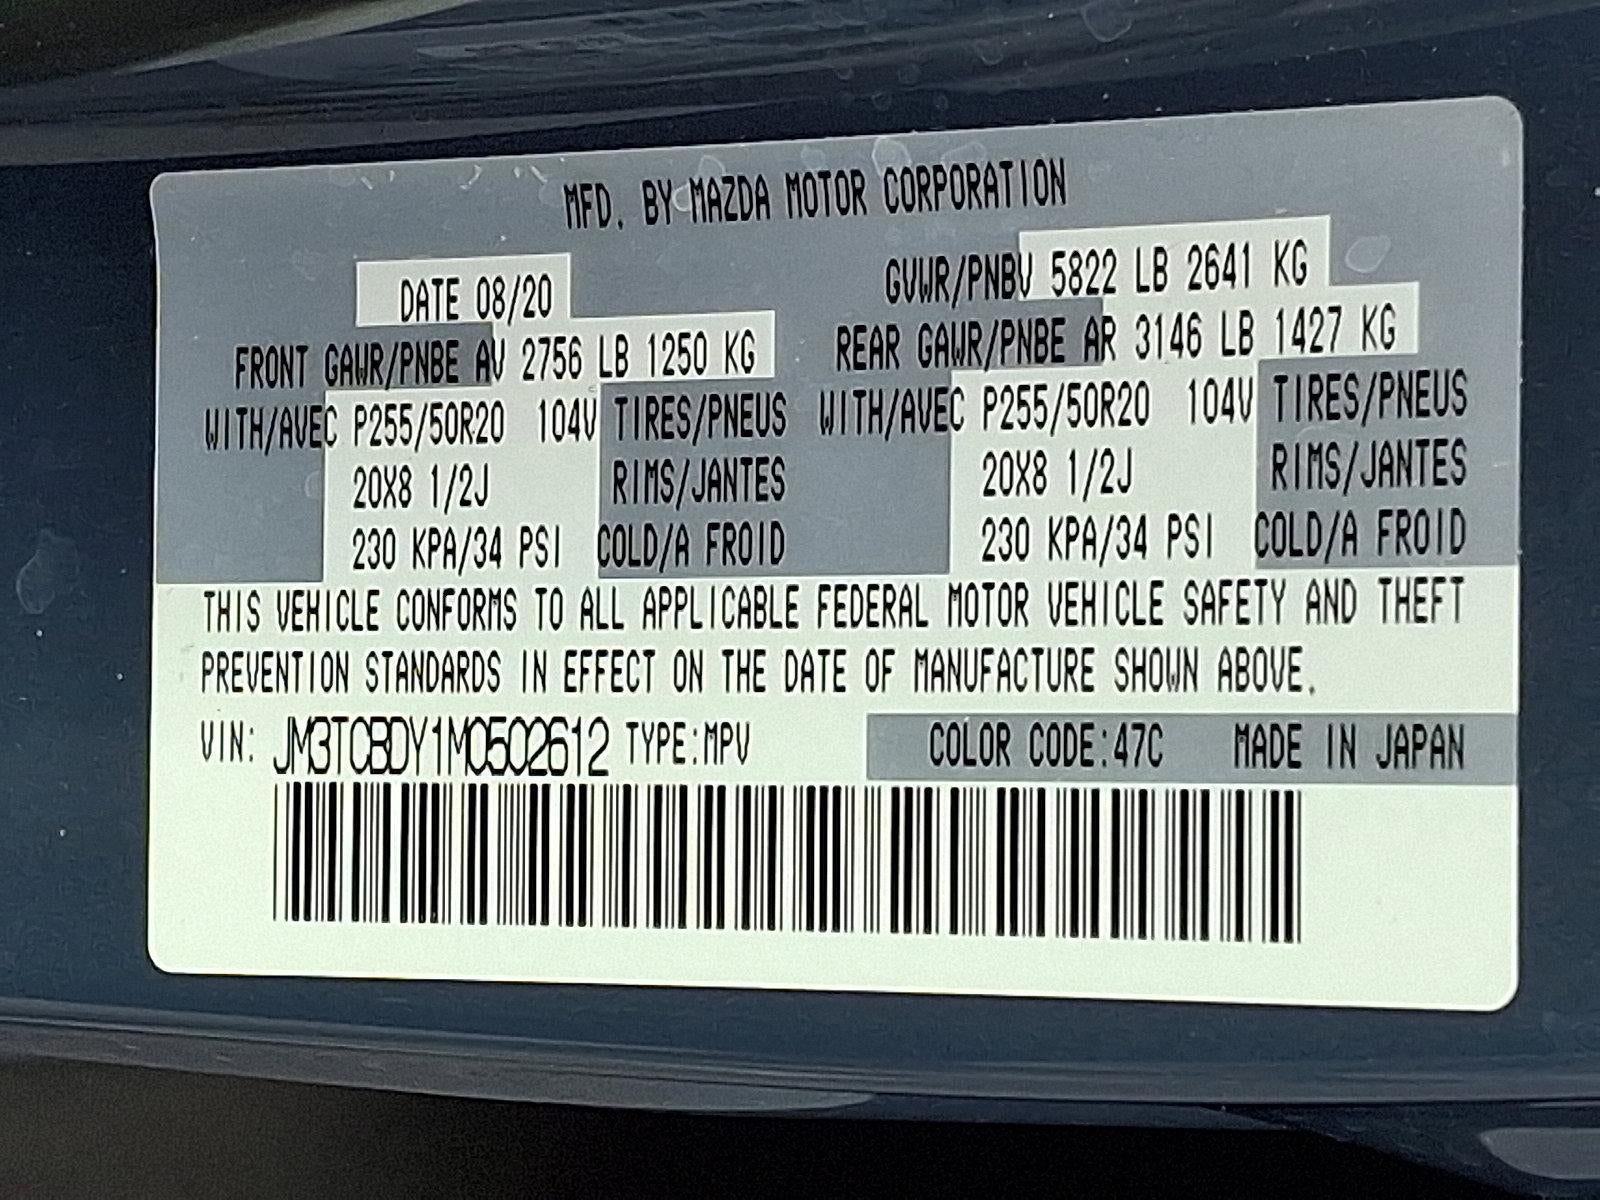 MFD. BY MAZDA MOTOR CORPORATION
DATE 08/20 GVWR/PNBV 5822 LB 2641 KG
FRONT GAWR/PNBE AV 2756 LB 1250 KG REAR GAWR/PNBE AR 3146 LB 1427 KG
WITH/AVEC P255/50R20 104V TIRES/PNEUS WITH/AVEC P255/50R20 104V TIRES/PNEUS
20X8 1/2J RIMS/JANTES 20X8 1/2J RIMS/JANTES
230 KPA/34 PSI COLD/A FROID 230 KPA/34 PSI COLD/A FROID
THIS VEHICLE CONFORMS TO ALL APPLICABLE FEDERAL MOTOR VEHICLE SAFETY AND THEFT
PREVENTION STANDARDS IN EFFECT ON THE DATE OF MANUFACTURE SHOWN ABOVE.
VIN: JM3TCBDY1M0502612 TYPE:MPV COLOR CODE:47C MADE IN JAPAN